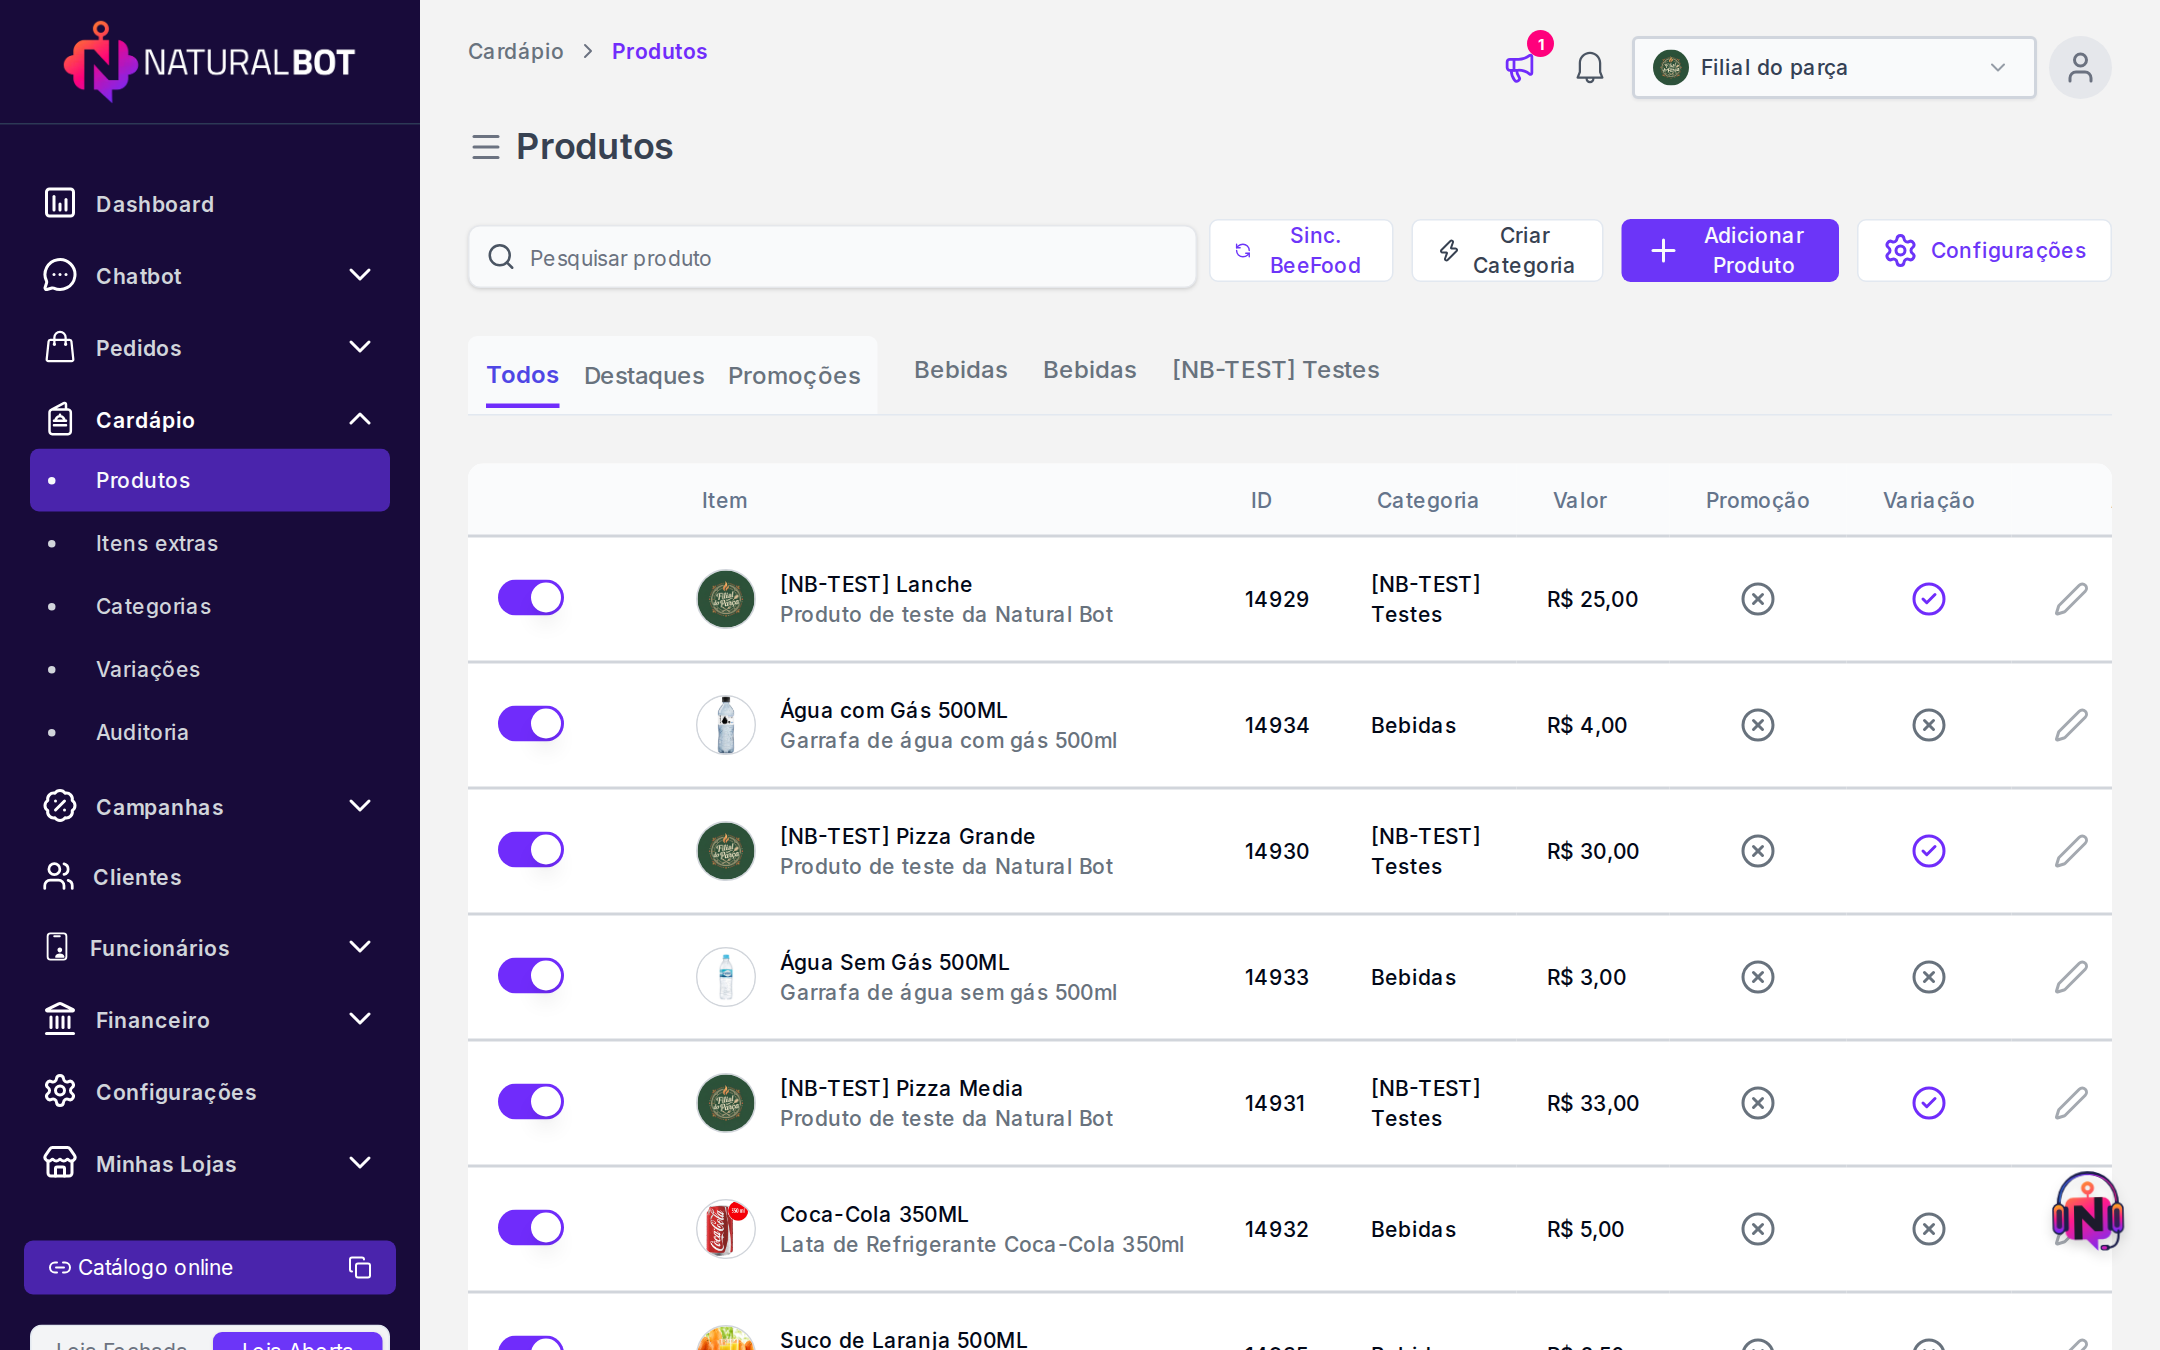 NATURALBOT
Cardápio > Produtos
1
Filial do parça
Produtos
Dashboard
Chatbot
Pedidos
Cardápio
Produtos
Itens extras
Categorias
Variações
Auditoria
Campanhas
Clientes
Funcionários
Financeiro
Configurações
Minhas Lojas
Catálogo online
Loja Fechada
Loja Aberta
Pesquisar produto
Sinc.
BeeFood
Criar
Categoria
Adicionar
Produto
Configurações
Todos Destaques Promoções Bebidas Bebidas [NB-TEST] Testes
Item ID Categoria Valor Promoção Variação
[NB-TEST] Lanche
Produto de teste da Natural Bot
14929
[NB-TEST]
Testes
R$ 25,00
Água com Gás 500ML
Garrafa de água com gás 500ml
14934
Bebidas
R$ 4,00
[NB-TEST] Pizza Grande
Produto de teste da Natural Bot
14930
[NB-TEST]
Testes
R$ 30,00
Água Sem Gás 500ML
Garrafa de água sem gás 500ml
14933
Bebidas
R$ 3,00
[NB-TEST] Pizza Media
Produto de teste da Natural Bot
14931
[NB-TEST]
Testes
R$ 33,00
Coca-Cola 350ML
Lata de Refrigerante Coca-Cola 350ml
14932
Bebidas
R$ 5,00
Suco de Laranja 500ML